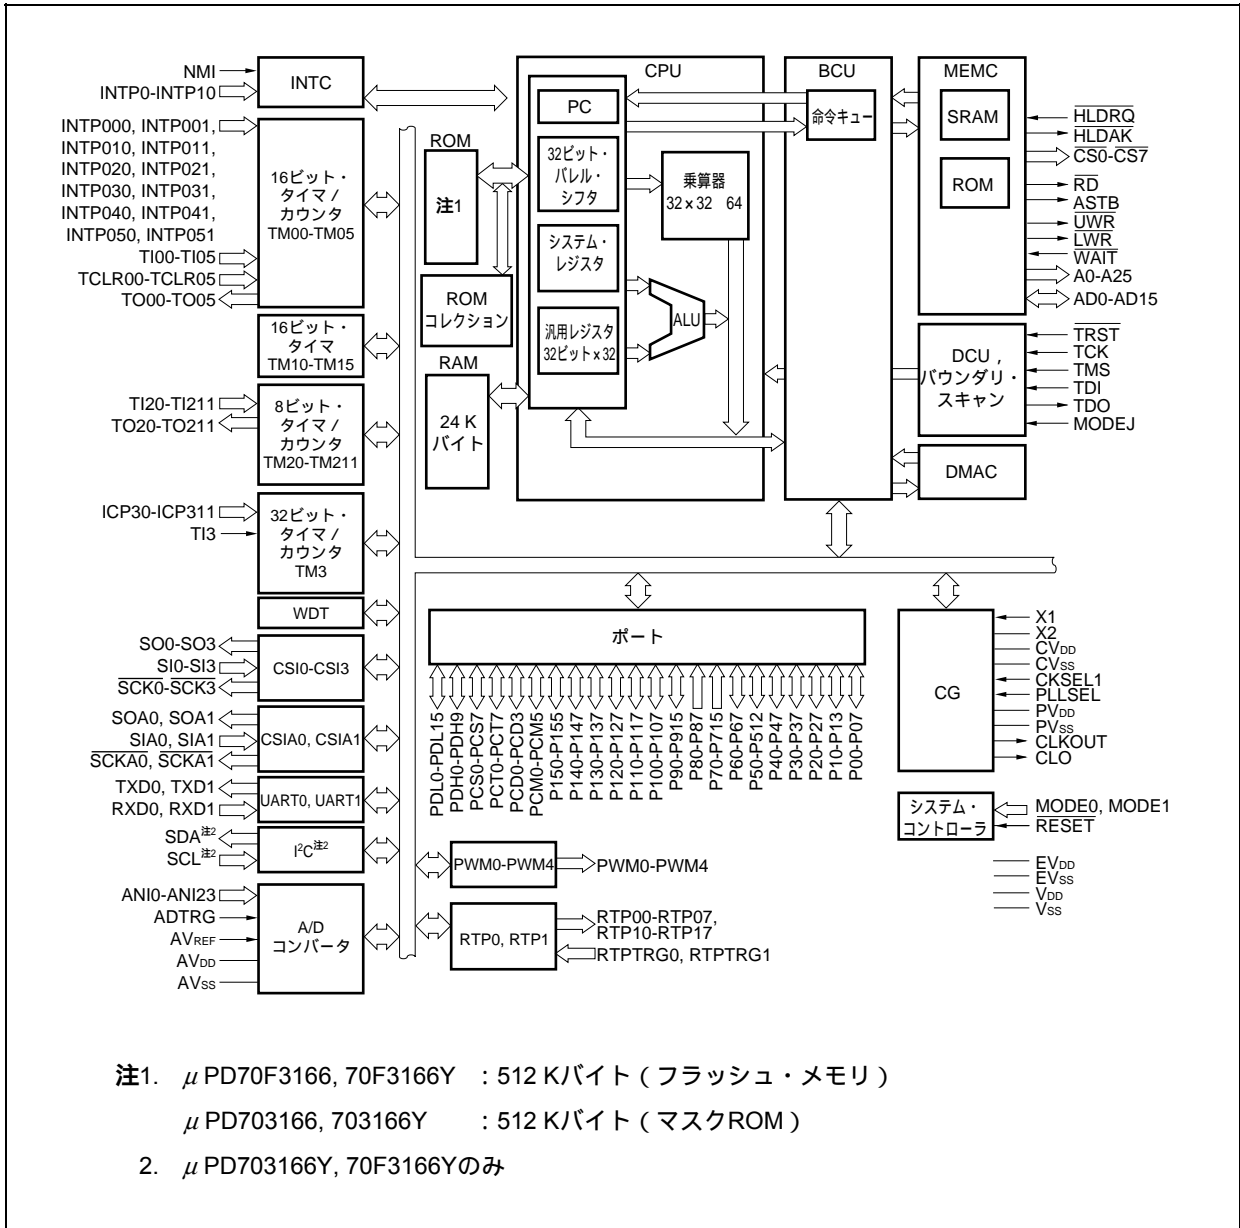 NMI
INTP0-INTP10
INTC
INTP000, INTP001,
INTP010, INTP011,
INTP020, INTP021,
INTP030, INTP031,
INTP040, INTP041,
INTP050, INTP051
TI00-TI05
TCLR00-TCLR05
TO00-TO05
16ビット・
タイマ /
カウンタ
TM00-TM05
16ビット・
タイマ
TM10-TM15
TI20-TI211
TO20-TO211
8ビット・
タイマ /
カウンタ
TM20-TM211
ICP30-ICP311
TI3
32ビット・
タイマ /
カウンタ
TM3
WDT
SO0-SO3
SI0-SI3
SCK0-SCK3
CSI0-CSI3
SOA0, SOA1
SIA0, SIA1
SCKA0, SCKA1
CSIA0, CSIA1
TXD0, TXD1
RXD0, RXD1
UART0, UART1
SDA注2
SCL注2
I²C注2
ANI0-ANI23
ADTRG
AVREF
AVDD
AVSS
A/D
コンバータ
ROM
注1
ROM
コレクション
RAM
24 K
バイト
CPU
PC
32ビット・
バレル・
シフタ
システム・
レジスタ
汎用レジスタ
32ビット×32
乗算器
32×32 64
ALU
BCU
命令キュー
MEMC
SRAM
ROM
HLDRQ
HLDAK
CS0-CS7
RD
ASTB
UWR
LWR
WAIT
A0-A25
AD0-AD15
DCU ,
バウンダリ・
スキャン
TRST
TCK
TMS
TDI
TDO
MODEJ
DMAC
ポート
PDL0-PDL15
PDH0-PDH9
PCS0-PCS7
PCT0-PCT7
PCD0-PCD3
PCM0-PCM5
P150-P155
P140-P147
P130-P137
P120-P127
P110-P117
P100-P107
P90-P915
P80-P87
P70-P715
P60-P67
P50-P512
P40-P47
P30-P37
P20-P27
P10-P13
P00-P07
CG
X1
X2
CVDD
CVSS
CKSEL1
PLLSEL
PVDD
PVSS
CLKOUT
CLO
システム・
コントローラ
MODE0, MODE1
RESET
EVDD
EVSS
VDD
VSS
PWM0-PWM4
PWM0-PWM4
RTP0, RTP1
RTP00-RTP07,
RTP10-RTP17
RTPTRG0, RTPTRG1
注1. μ PD70F3166, 70F3166Y : 512 Kバイト ( フラッシュ・メモリ )
μ PD703166, 703166Y : 512 Kバイト ( マスクROM )
2. μ PD703166Y, 70F3166Yのみ